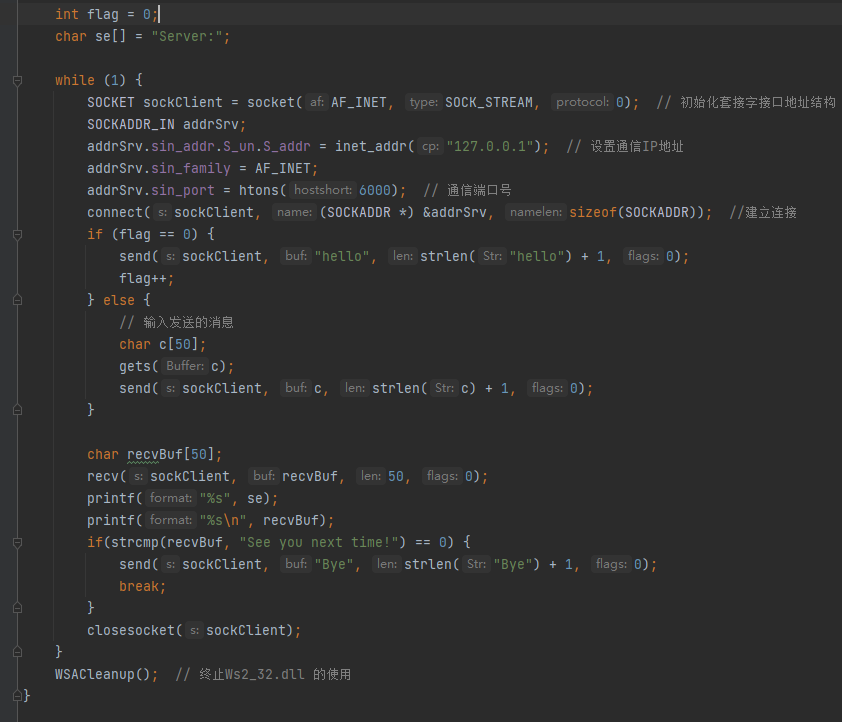 int flag = 0;
char se[] = "Server:";
while (1) {
SOCKET sockClient = socket( af: AF_INET, type: SOCK_STREAM, protocol: 0);  // 初始化套接字接口地址结构
SOCKADDR_IN addrSrv;
addrSrv.sin_addr.S_un.S_addr = inet_addr( cp: "127.0.0.1");  // 设置通信IP地址
addrSrv.sin_family = AF_INET;
addrSrv.sin_port = htons( hostshort: 6000);  // 通信端口号
connect( s: sockClient, name: (SOCKADDR *) &addrSrv, namelen: sizeof(SOCKADDR));  //建立连接
if (flag == 0) {
send( s: sockClient, buf: "hello", len: strlen( Str: "hello") + 1, flags: 0);
flag++;
} else {
// 输入发送的消息
char c[50];
gets( Buffer: c);
send( s: sockClient, buf: c, len: strlen( Str: c) + 1, flags: 0);
}
char recvBuf[50];
recv( s: sockClient, buf: recvBuf, len: 50, flags: 0);
printf( format: "%s", se);
printf( format: "%s\n", recvBuf);
if(strcmp(recvBuf, "See you next time!") == 0) {
send( s: sockClient, buf: "Bye", len: strlen( Str: "Bye") + 1, flags: 0);
break;
}
closesocket( s: sockClient);
}
WSACleanup();  // 终止Ws2_32.dll 的使用
}